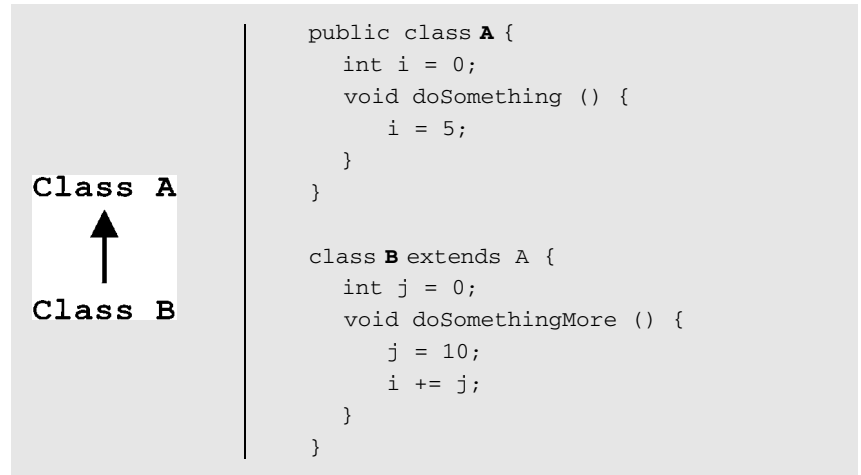 Class A
Class B
public class A {
int i = 0;
void doSomething () {
i = 5;
}
}
class B extends A {
int j = 0;
void doSomethingMore () {
j = 10;
i += j;
}
}